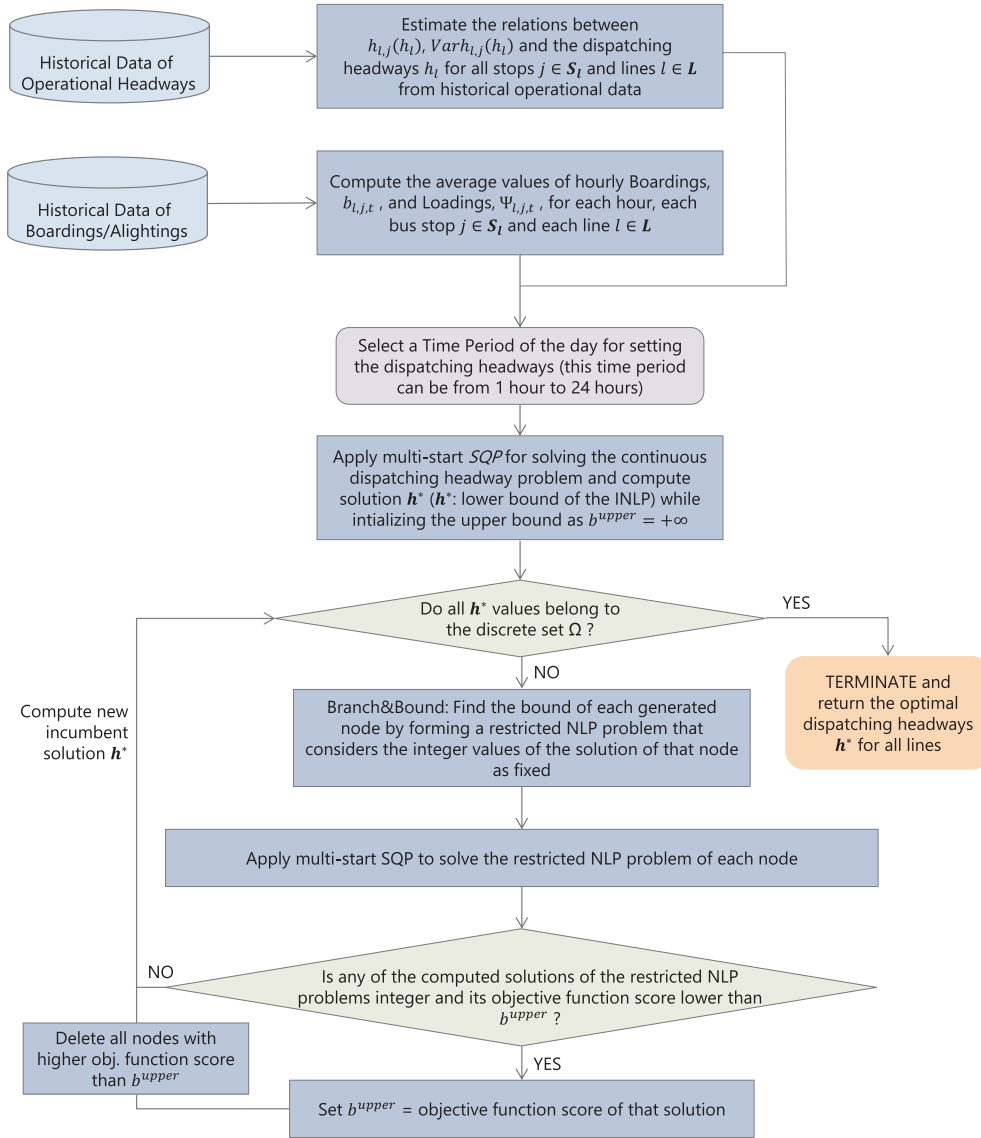 Historical Data of
Operational Headways
Estimate the relations between
h_{l,j}(h_l), Varh_{l,j}(h_l) and the dispatching
headways h_l for all stops j ∈ S_l and lines l ∈ L
from historical operational data
Historical Data of
Boardings/Alightings
Compute the average values of hourly Boardings,
b_{l,j,t} , and Loadings, Ψ_{l,j,t} , for each hour, each
bus stop j ∈ S_l and each line l ∈ L
Select a Time Period of the day for setting
the dispatching headways (this time period
can be from 1 hour to 24 hours)
Apply multi-start SQP for solving the continuous
dispatching headway problem and compute
solution h* (h*: lower bound of the INLP) while
intializing the upper bound as b^{upper} = +∞
Do all h* values belong to
the discrete set Ω ?
YES
NO
TERMINATE and
return the optimal
dispatching headways
h* for all lines
Compute new
incumbent
solution h*
Branch&Bound: Find the bound of each generated
node by forming a restricted NLP problem that
considers the integer values of the solution of that node
as fixed
Apply multi-start SQP to solve the restricted NLP problem of each node
NO
Is any of the computed solutions of the restricted NLP
problems integer and its objective function score lower than
b^{upper} ?
YES
Delete all nodes with
higher obj. function score
than b^{upper}
Set b^{upper} = objective function score of that solution